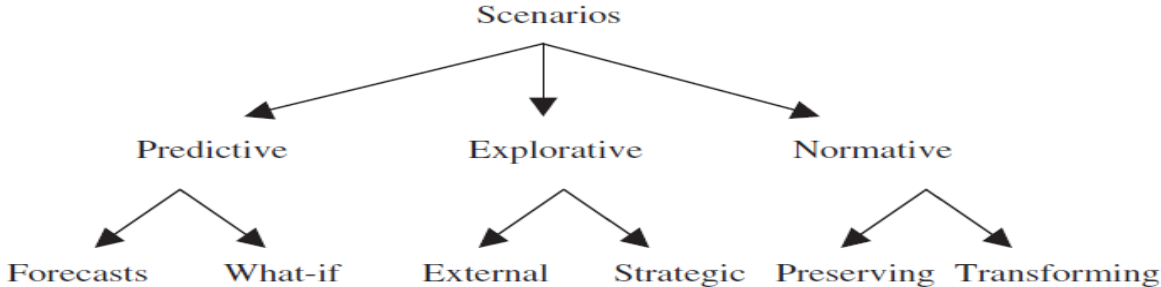 Scenarios
Predictive Explorative Normative
Forecasts What-if External Strategic Preserving Transforming